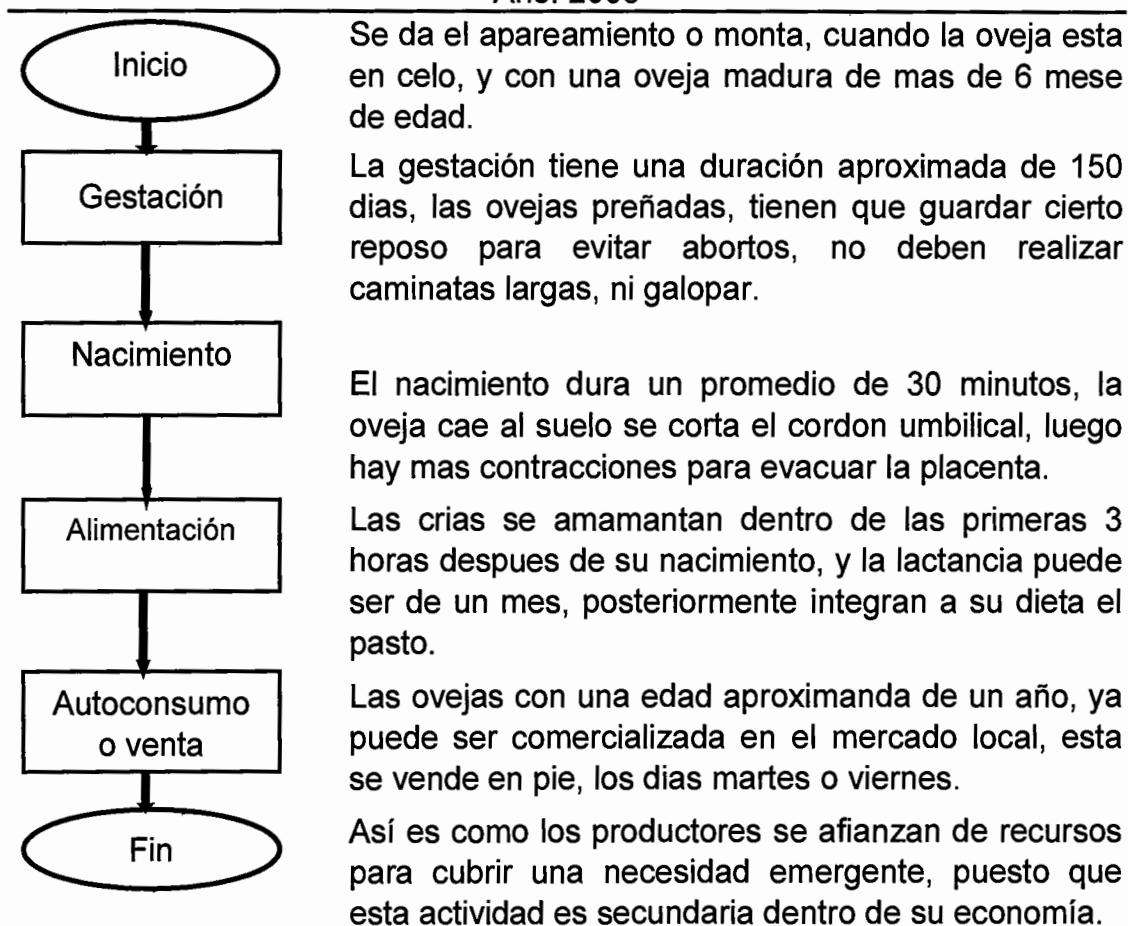 Inicio
Se da el apareamiento o monta, cuando la oveja esta
en celo, y con una oveja madura de mas de 6 mese
de edad.
Gestación
La gestación tiene una duración aproximada de 150
dias, las ovejas preñadas, tienen que guardar cierto
reposo para evitar abortos, no deben realizar
caminatas largas, ni galopar.
Nacimiento
El nacimiento dura un promedio de 30 minutos, la
oveja cae al suelo se corta el cordon umbilical, luego
hay mas contracciones para evacuar la placenta.
Alimentación
Las crias se amamantan dentro de las primeras 3
horas despues de su nacimiento, y la lactancia puede
ser de un mes, posteriormente integran a su dieta el
pasto.
Autoconsumo
o venta
Las ovejas con una edad aproximanda de un año, ya
puede ser comercializada en el mercado local, esta
se vende en pie, los dias martes o viernes.
Fin
Así es como los productores se afianzan de recursos
para cubrir una necesidad emergente, puesto que
esta actividad es secundaria dentro de su economía.